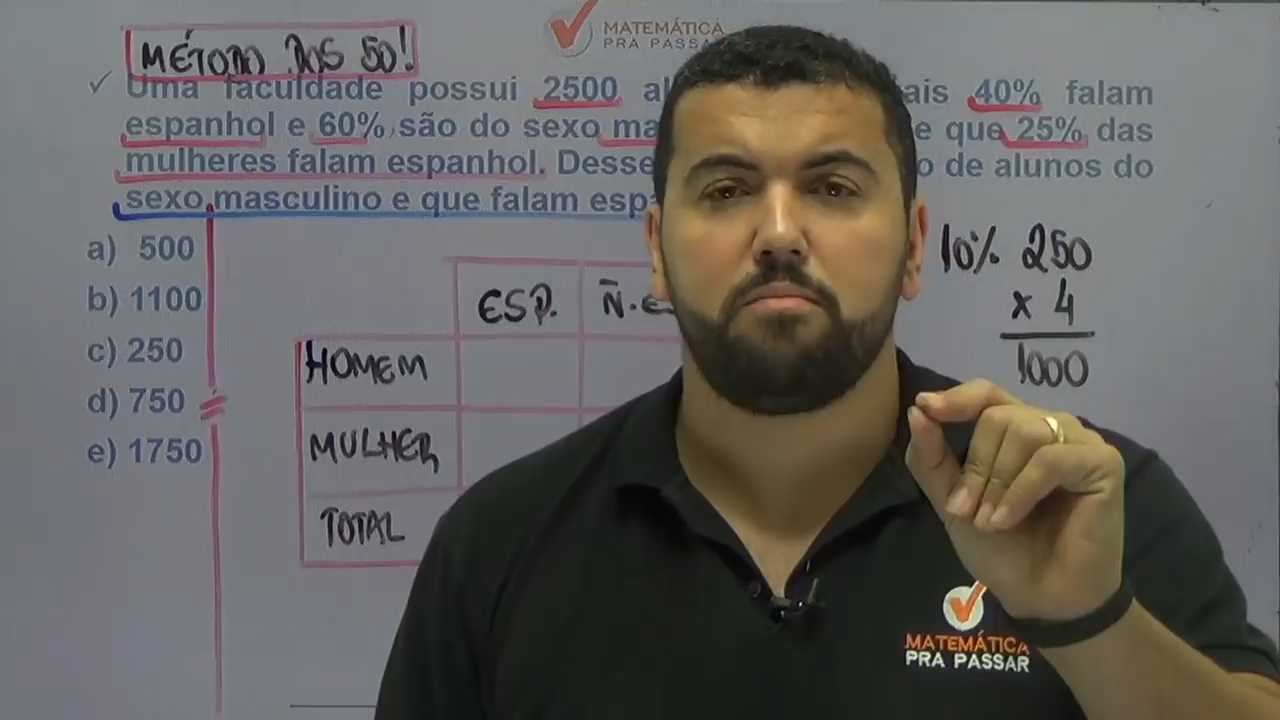 MATEMÁTICA
PRA PASSAR
MÉTODO DOS 50!
Uma faculdade possui 2500 al ais 40% falam
espanhol e 60% são do sexo ma e que 25% das
mulheres falam espanhol. Desse o de alunos do
sexo masculino e que falam esp
a) 500
b) 1100
c) 250
d) 750
e) 1750
ESP. Ñ.E
HOMEM
MULHER
TOTAL
10% 250
x 4
1000
MATEMÁTICA
PRA PASSAR